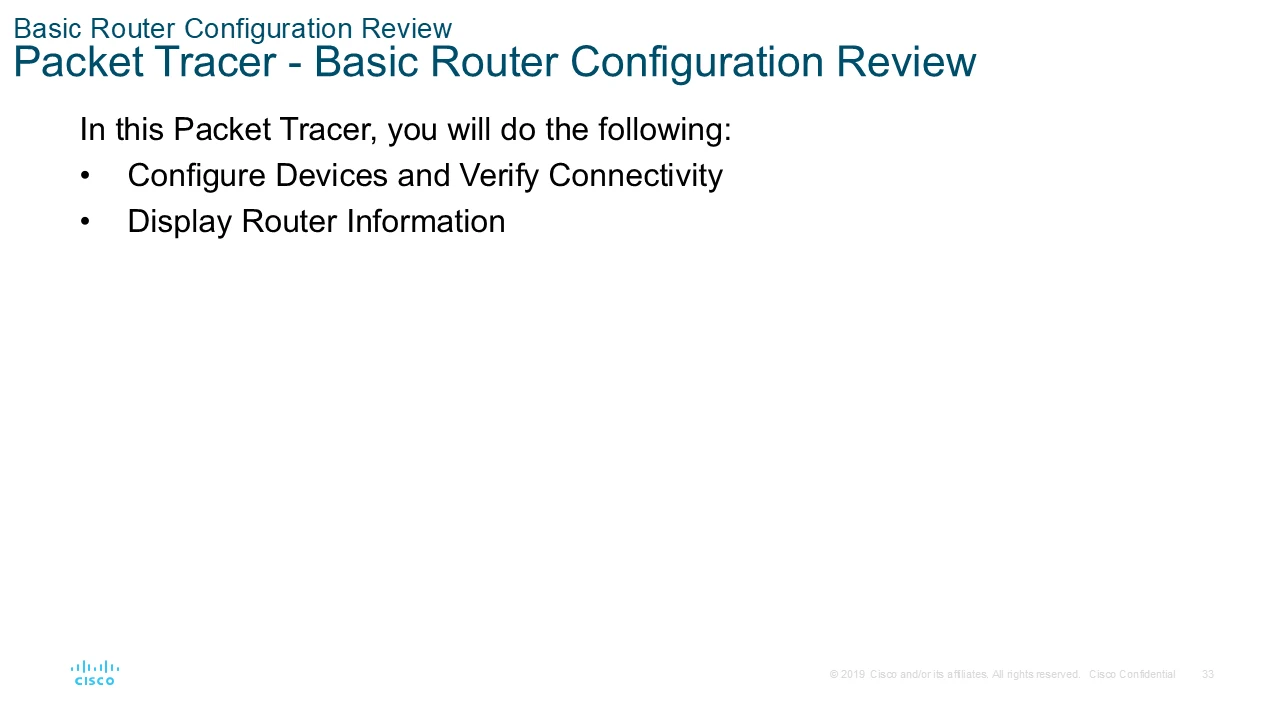 Basic Router Configuration Review
Packet Tracer - Basic Router Configuration Review
In this Packet Tracer, you will do the following:
• Configure Devices and Verify Connectivity
• Display Router Information
CISCO
© 2019 Cisco and/or its affiliates. All rights reserved. Cisco Confidential 33